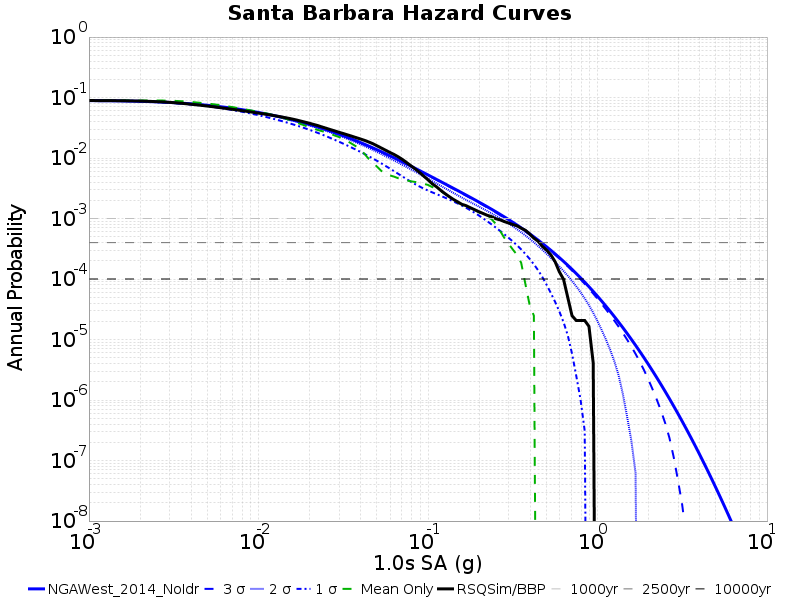 Santa Barbara Hazard Curves
10^0
10^-1
10^-2
10^-3
10^-4
10^-5
10^-6
10^-7
10^-8
Annual Probability
10^-3 10^-2 10^-1 10^0 10^1
1.0s SA (g)
NGAWest_2014_NoIdr 3 σ 2 σ 1 σ Mean Only RSQSim/BBP 1000yr 2500yr 10000yr